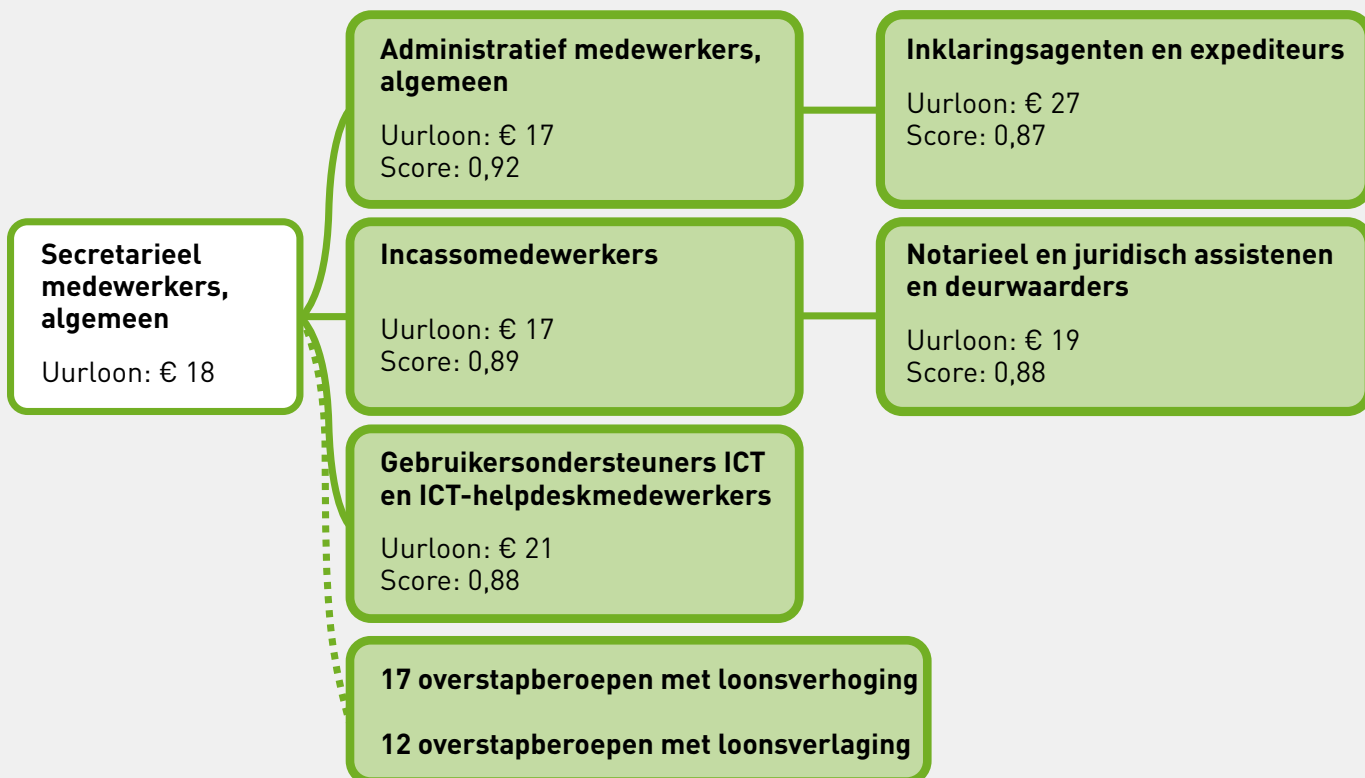 Secretarieel
medewerkers,
algemeen
Uurloon: € 18
Administratief medewerkers,
algemeen
Uurloon: € 17
Score: 0,92
Inklaringsagenten en expediteurs
Uurloon: € 27
Score: 0,87
Incassomedewerkers
Uurloon: € 17
Score: 0,89
Notarieel en juridisch assistenen
en deurwaarders
Uurloon: € 19
Score: 0,88
Gebruikersondersteuners ICT
en ICT-helpdeskmedewerkers
Uurloon: € 21
Score: 0,88
17 overstapberoepen met loonsverhoging
12 overstapberoepen met loonsverlaging